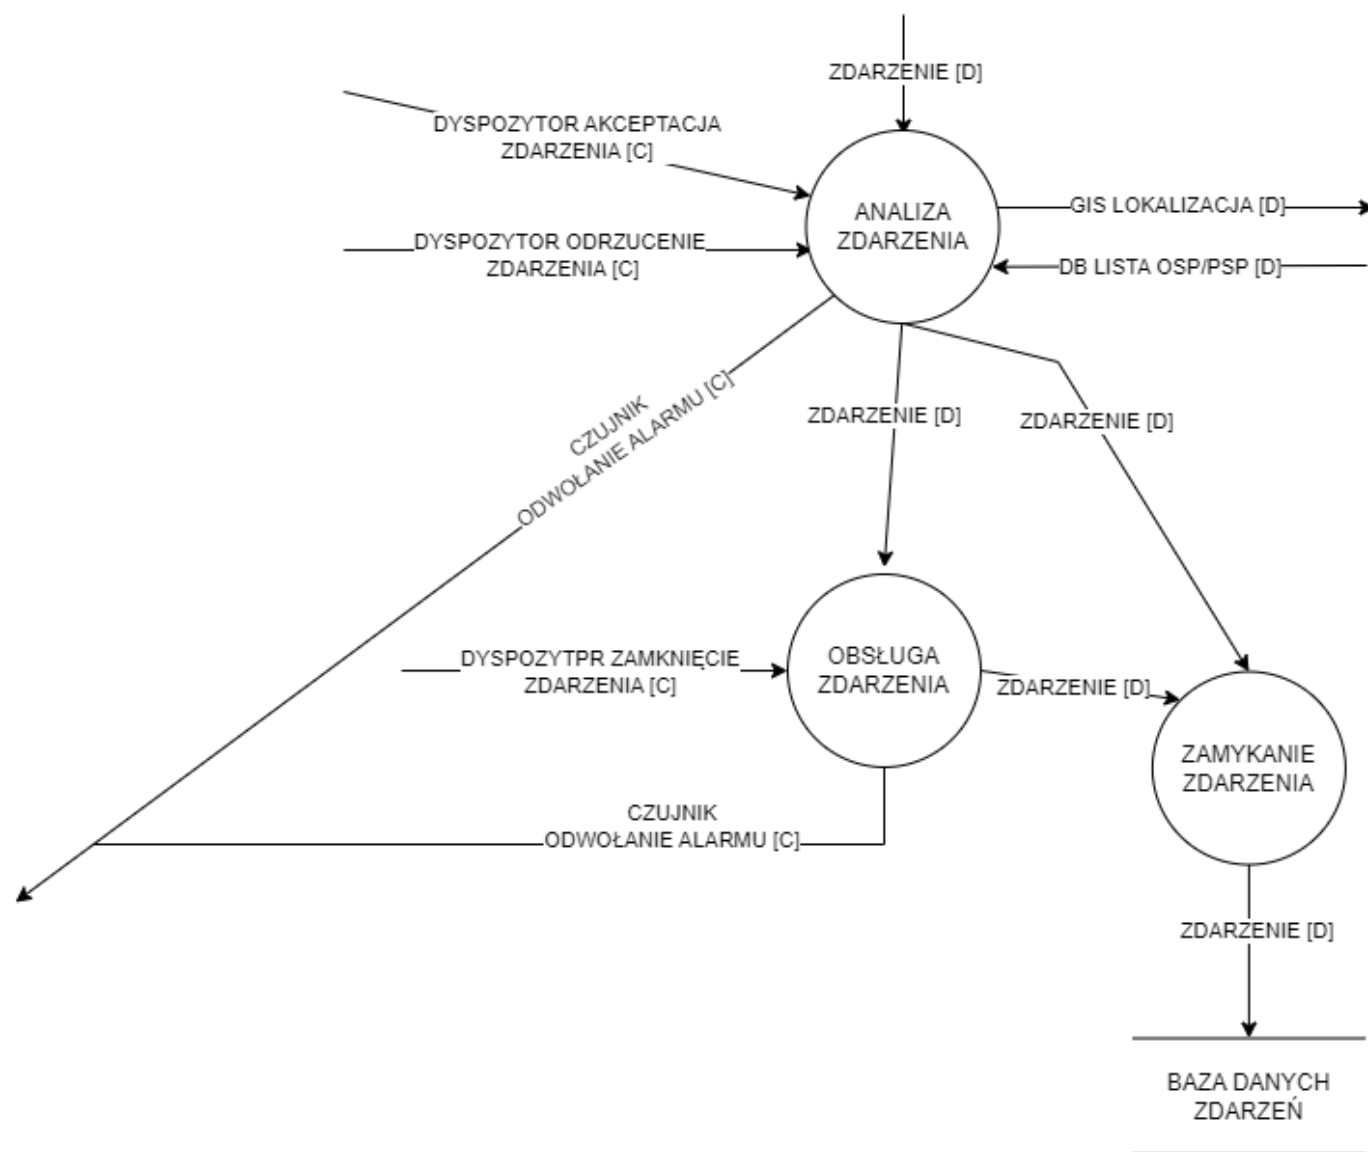 ZDARZENIE [D]
DYSPOZYTOR AKCEPTACJA
ZDARZENIA [C]
ANALIZA
ZDARZENIA
GIS LOKALIZACJA [D]
DYSPOZYTOR ODRZUCENIE
ZDARZENIA [C]
DB LISTA OSP/PSP [D]
CZUJNIK
ODWOŁANIE ALARMU [C]
ZDARZENIE [D]
ZDARZENIE [D]
DYSPOZYTPR ZAMKNIĘCIE
ZDARZENIA [C]
OBSŁUGA
ZDARZENIA
ZDARZENIE [D]
ZAMYKANIE
ZDARZENIA
CZUJNIK
ODWOŁANIE ALARMU [C]
ZDARZENIE [D]
BAZA DANYCH
ZDARZEŃ